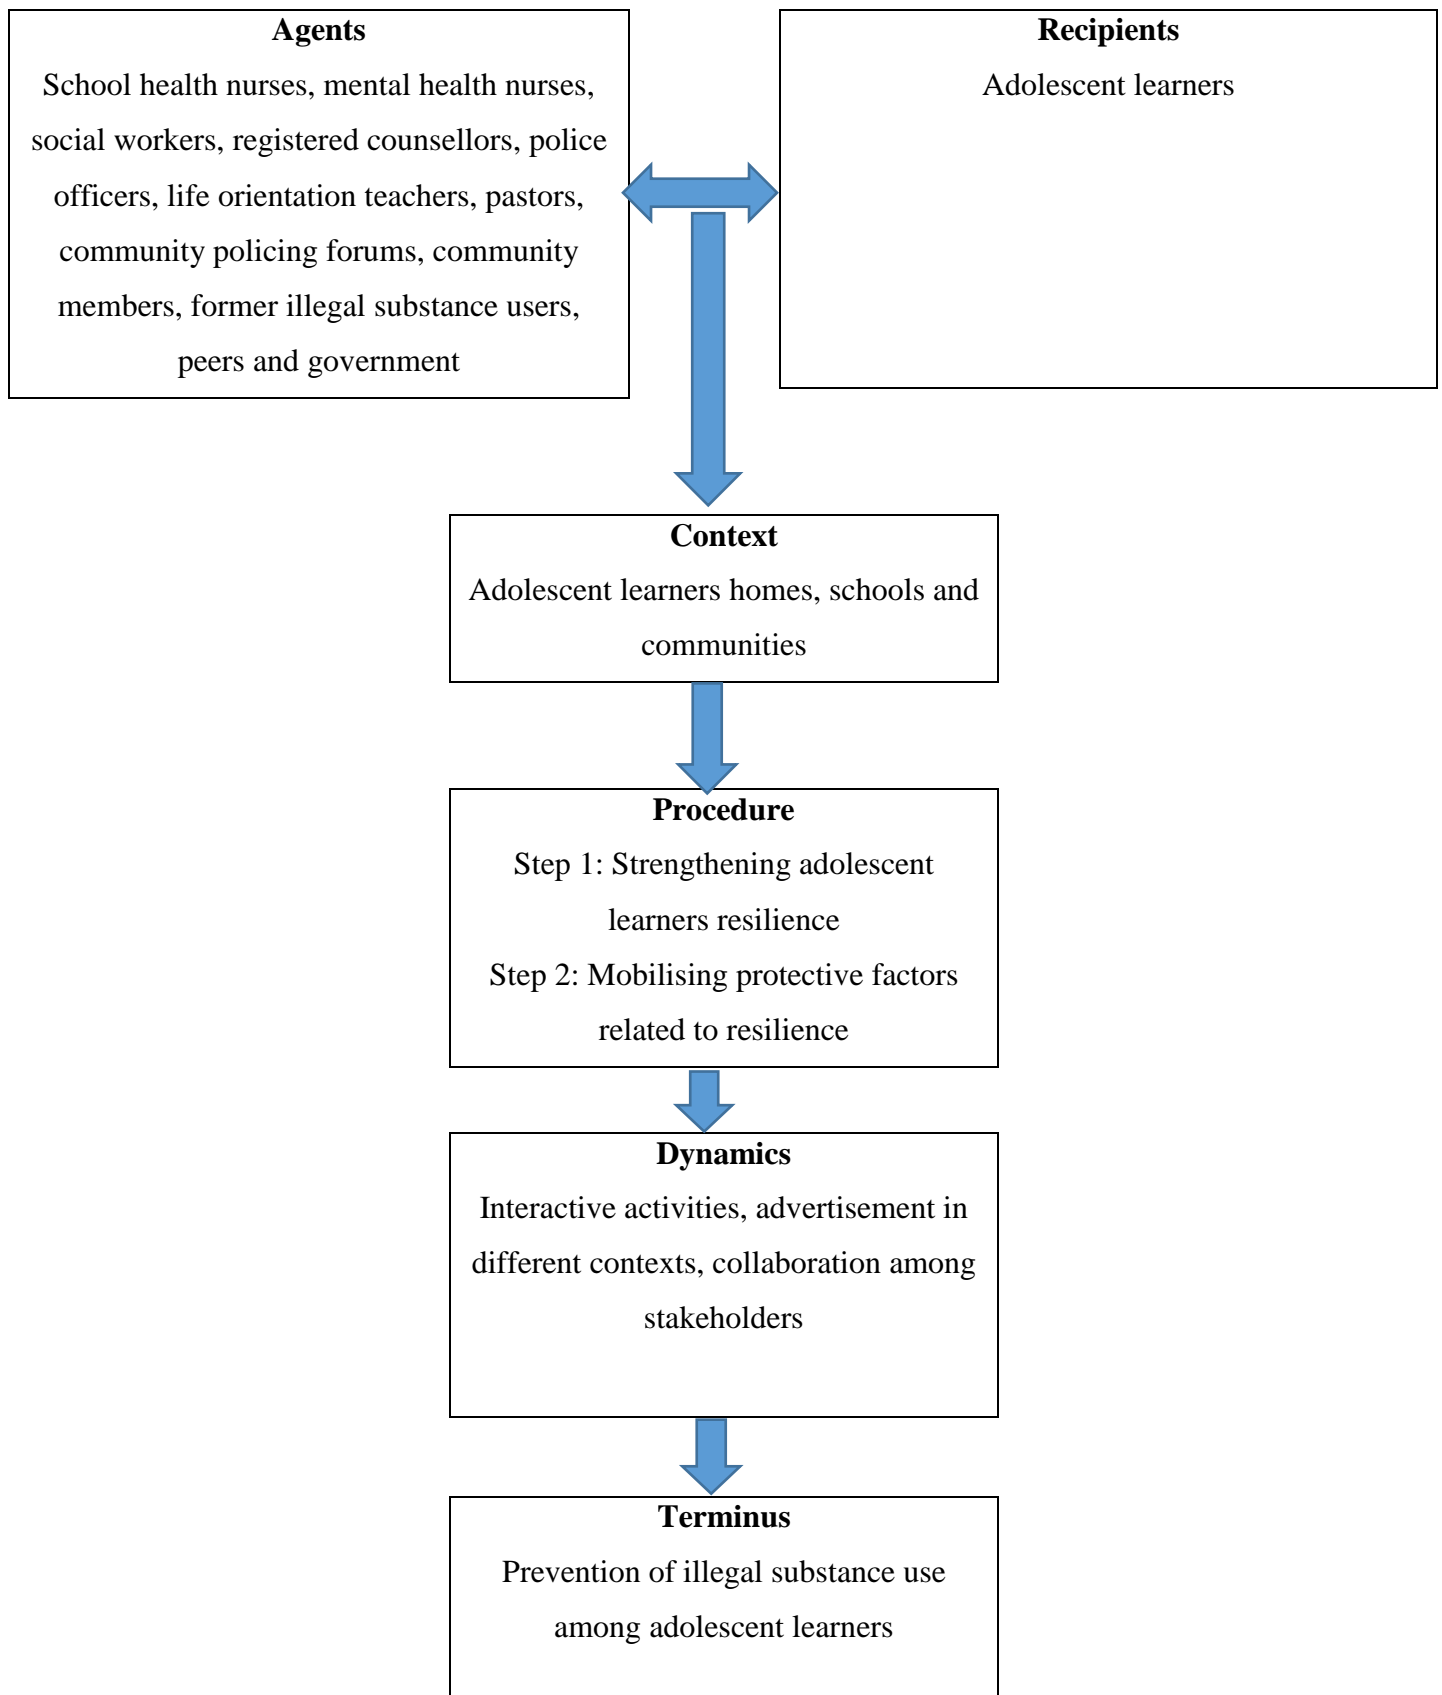 Agents
School health nurses, mental health nurses,
social workers, registered counsellors, police
officers, life orientation teachers, pastors,
community policing forums, community
members, former illegal substance users,
peers and government
Recipients
Adolescent learners
Context
Adolescent learners homes, schools and
communities
Procedure
Step 1: Strengthening adolescent
learners resilience
Step 2: Mobilising protective factors
related to resilience
Dynamics
Interactive activities, advertisement in
different contexts, collaboration among
stakeholders
Terminus
Prevention of illegal substance use
among adolescent learners